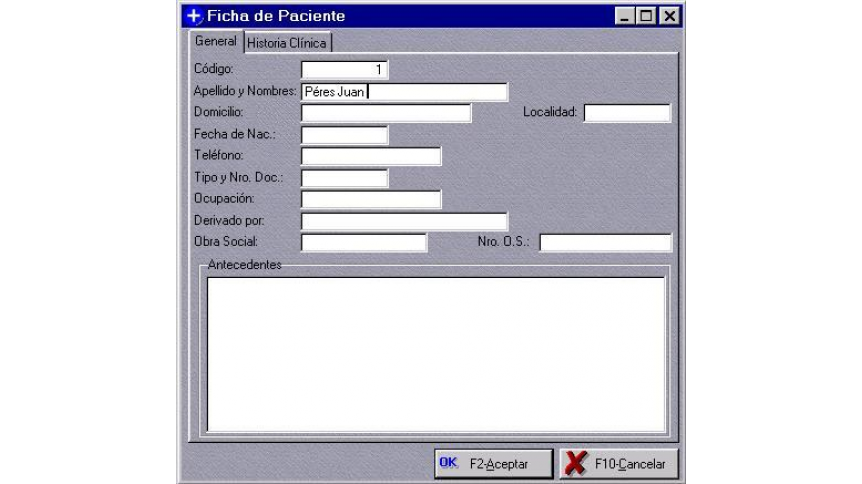 Ficha de Paciente
General Historia Clínica
Código: 1
Apellido y Nombres: Péres Juan
Domicilio: Localidad:
Fecha de Nac.:
Teléfono:
Tipo y Nro. Doc.:
Ocupación:
Derivado por:
Obra Social: Nro. O.S.:
Antecedentes
OK F2-Aceptar F10-Cancelar